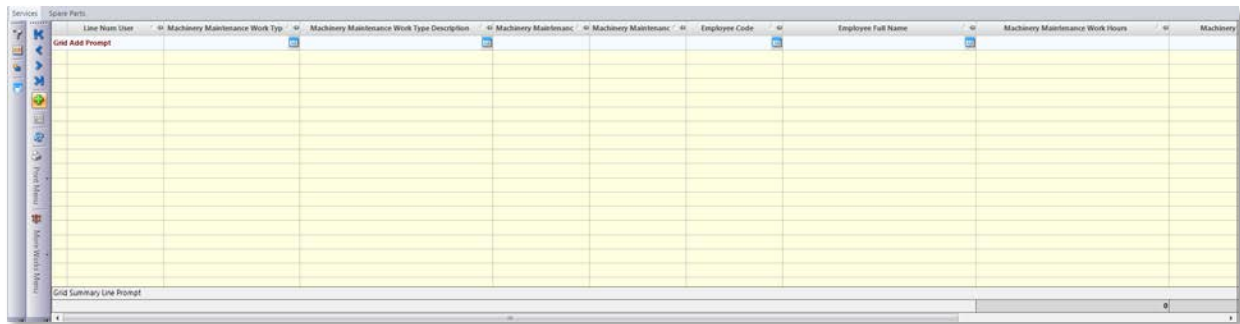 Services Spare Parts
Line Num User Machinery Maintenance Work Typ Machinery Maintenance Work Type Description Machinery Maintenanc Machinery Maintenanc Employee Code Employee Full Name Machinery Maintenance Work Hours Machinery
Grid Add Prompt
Print Menu
More Works Menu
Grid Summary Line Prompt
0